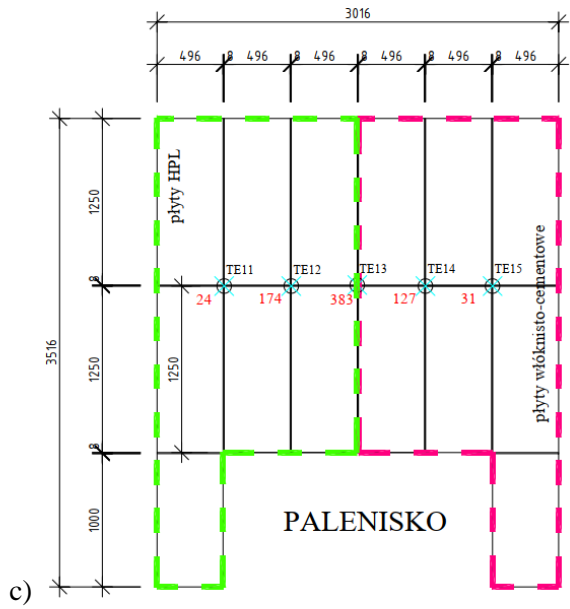 3016
496 8 496 8 496 8 496 8 496 8 496
3516
1250
8
1250
8
1000
1250
płyty HPL
płyty włóknisto-cementowe
TE11 TE12 TE13 TE14 TE15
24 174 383 127 31
PALENISKO
c)